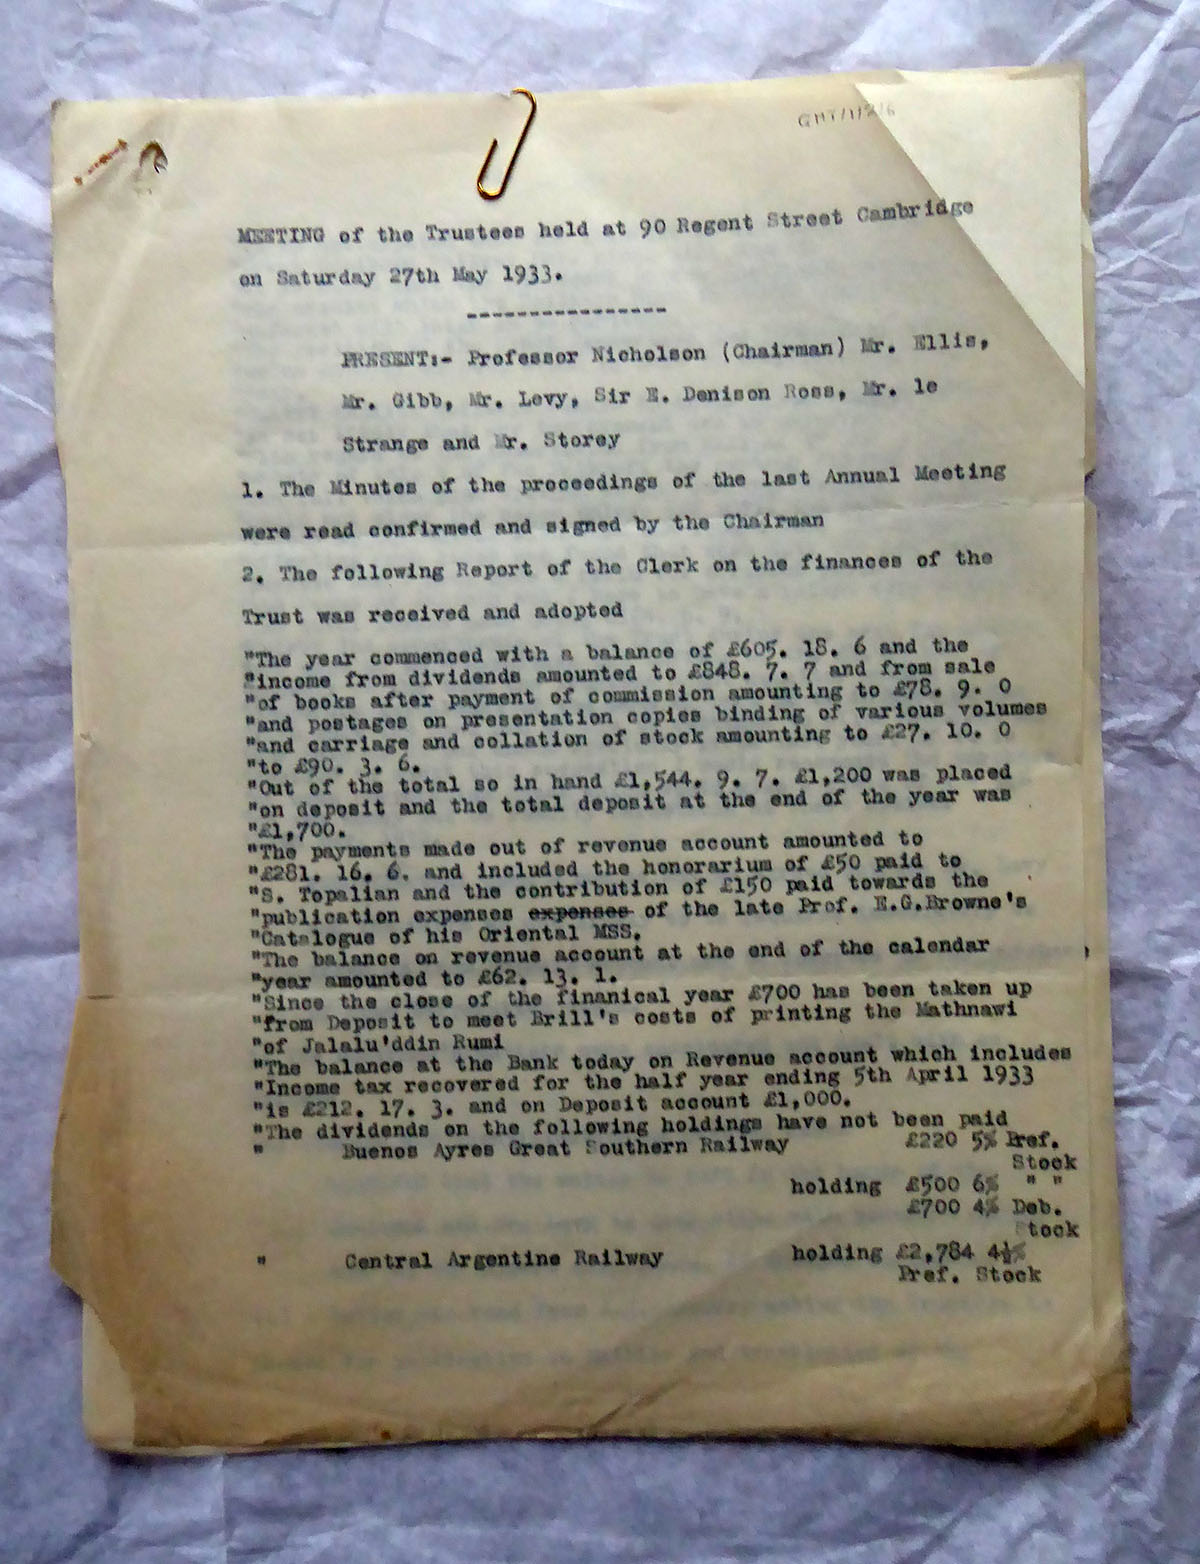 GMT/1/2/6
MEETING of the Trustees held at 90 Regent Street Cambridge
on Saturday 27th May 1933.
----------------
PRESENT:- Professor Nicholson (Chairman) Mr. Ellis,
Mr. Gibb, Mr. Levy, Sir E. Denison Ross, Mr. le
Strange and Mr. Storey
1. The Minutes of the proceedings of the last Annual Meeting
were read confirmed and signed by the Chairman
2. The following Report of the Clerk on the finances of the
Trust was received and adopted
"The year commenced with a balance of £605. 18. 6 and the
"income from dividends amounted to £848. 7. 7 and from sale
"of books after payment of commission amounting to £78. 9. 0
"and postages on presentation copies binding of various volumes
"and carriage and collation of stock amounting to £27. 10. 0
"to £90. 3. 6.
"Out of the total so in hand £1,544. 9. 7. £1,200 was placed
"on deposit and the total deposit at the end of the year was
"£1,700.
"The payments made out of revenue account amounted to
"£281. 16. 6. and included the honorarium of £50 paid to
"S. Topalian and the contribution of £150 paid towards the
"publication expenses expenses of the late Prof. E.G.Browne's
"Catalogue of his Oriental MSS.
"The balance on revenue account at the end of the calendar
"year amounted to £62. 13. 1.
"Since the close of the finanical year £700 has been taken up
"from Deposit to meet Brill's costs of printing the Mathnawi
"of Jalalu'ddin Rumi
"The balance at the Bank today on Revenue account which includes
"Income tax recovered for the half year ending 5th April 1933
"is £212. 17. 3. and on Deposit account £1,000.
"The dividends on the following holdings have not been paid
" Buenos Ayres Great Southern Railway £220 5% Pref.
Stock
holding £500 6% " "
£700 4% Deb.
Stock
" Central Argentine Railway holding £2,784 4½%
Pref. Stock